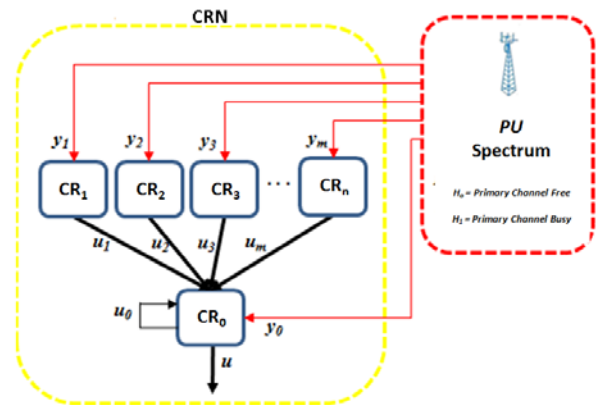 CRN
PU
Spectrum
Ho = Primary Channel Free
H1 = Primary Channel Busy
y1
y2
y3
ym
CR1
CR2
CR3
...
CRn
u1
u2
u3
um
u0
CR0
y0
u